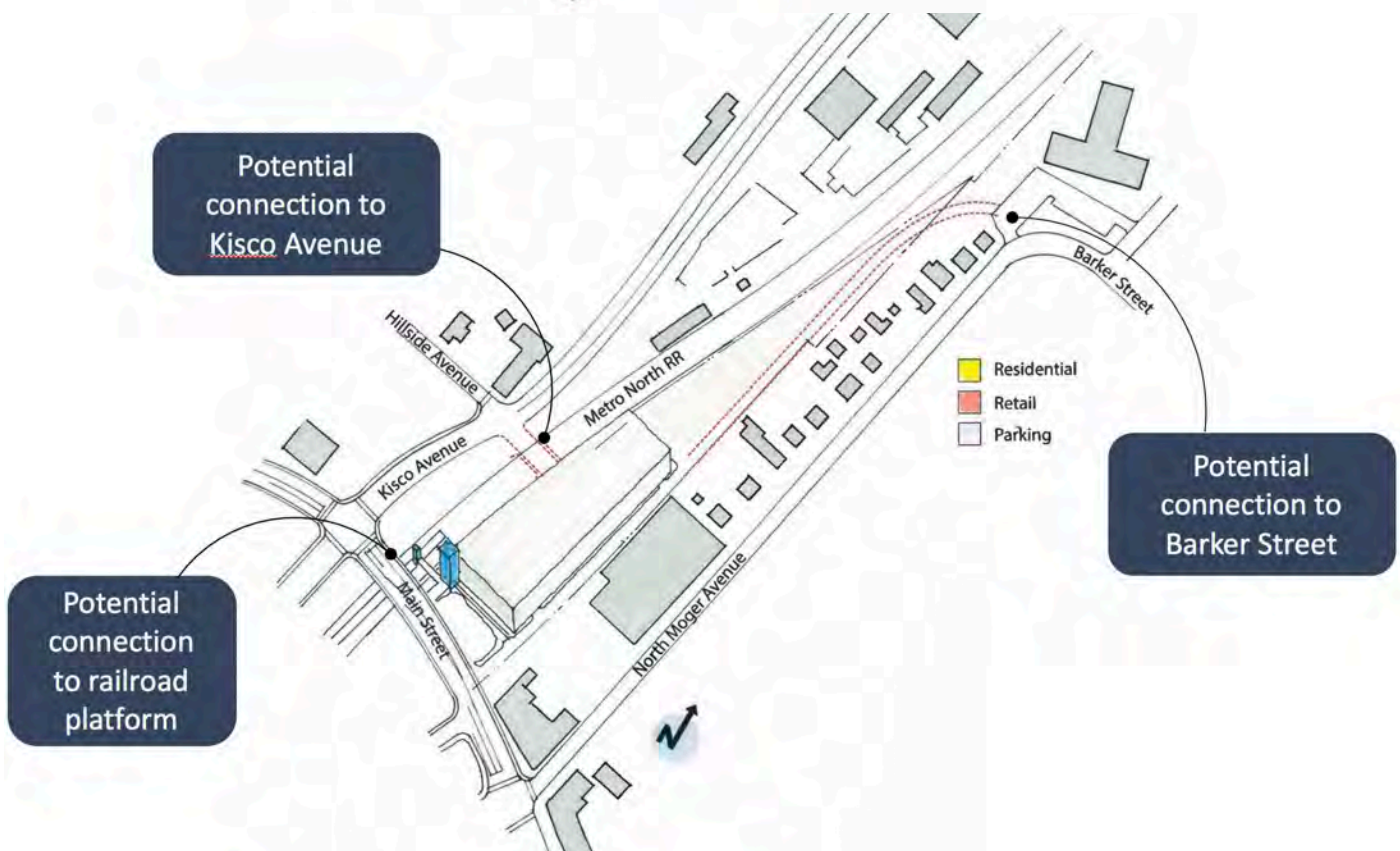 Potential
connection to
Kisco Avenue
Hillside Avenue
Metro North RR
Kisco Avenue
Barker Street
Residential
Retail
Parking
Potential
connection to
Barker Street
Potential
connection
to railroad
platform
Main Street
North Moger Avenue
N